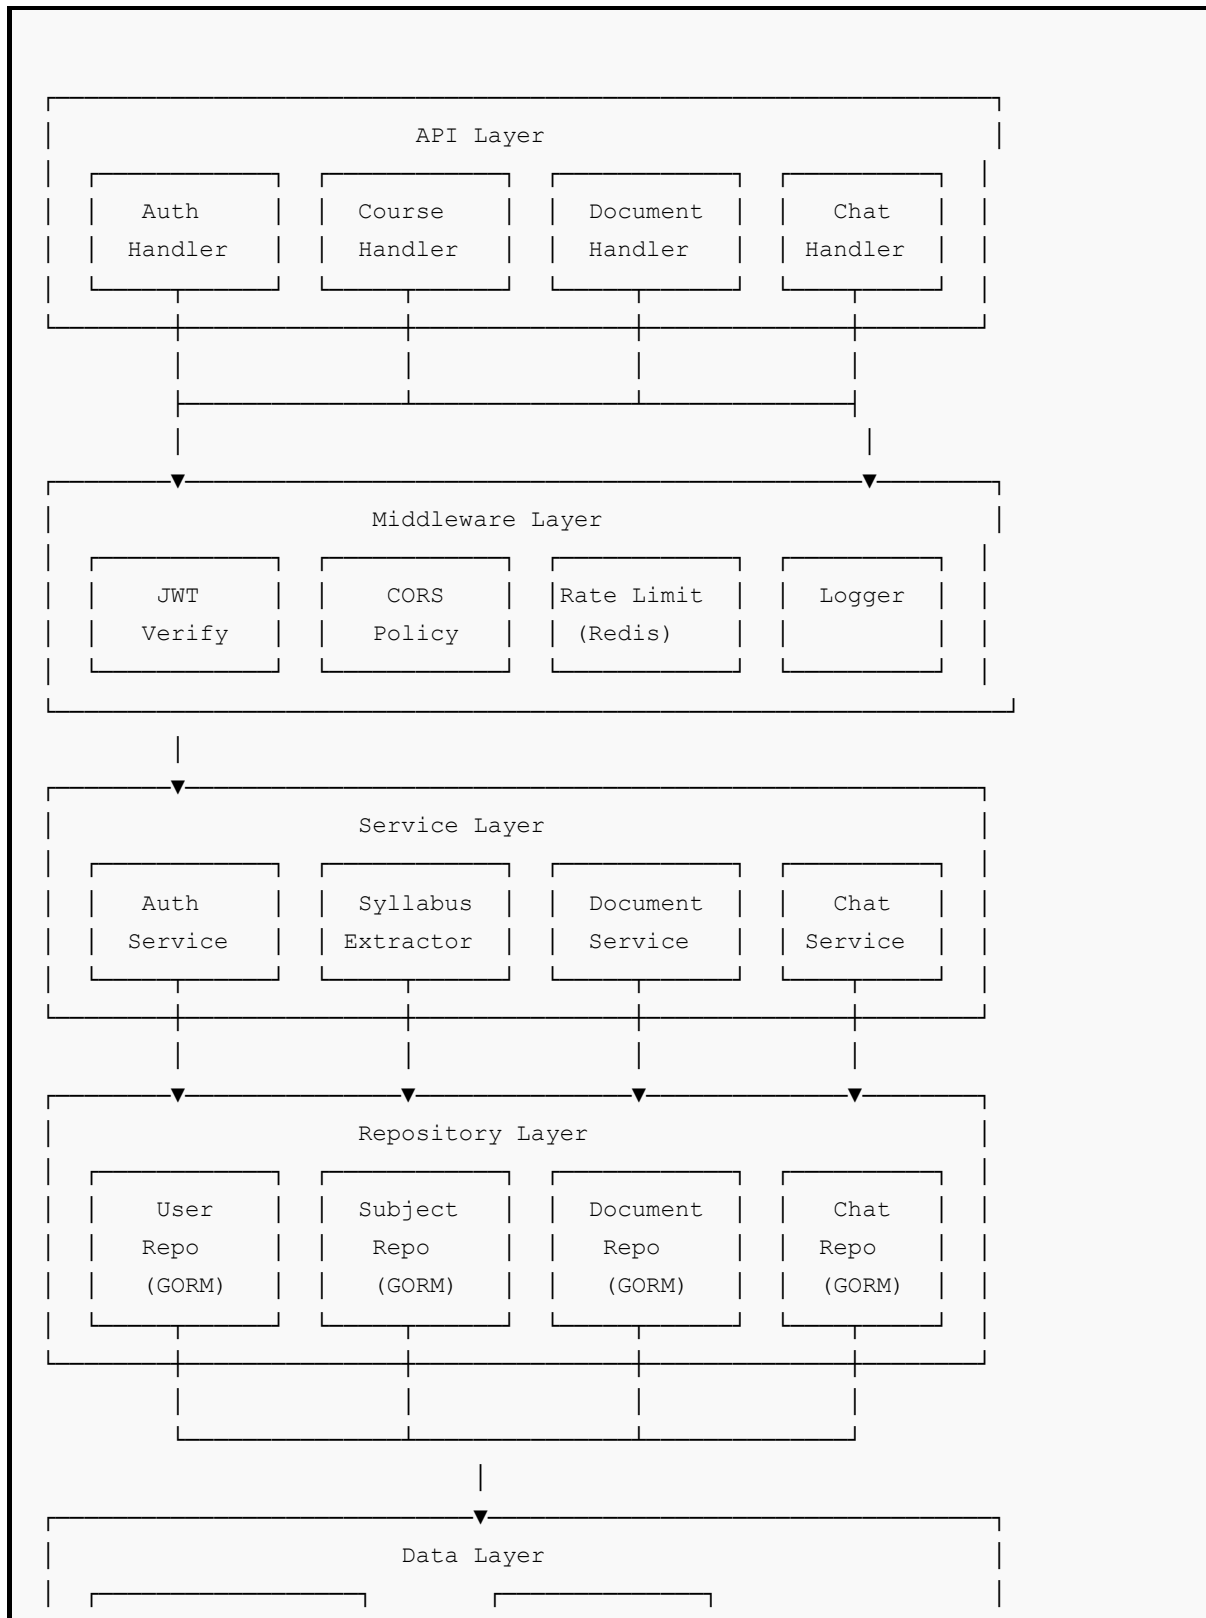 API Layer
Auth Course Document Chat
Handler Handler Handler Handler
Middleware Layer
JWT CORS Rate Limit Logger
Verify Policy (Redis)
Service Layer
Auth Syllabus Document Chat
Service Extractor Service Service
Repository Layer
User Subject Document Chat
Repo Repo Repo Repo
(GORM) (GORM) (GORM) (GORM)
Data Layer